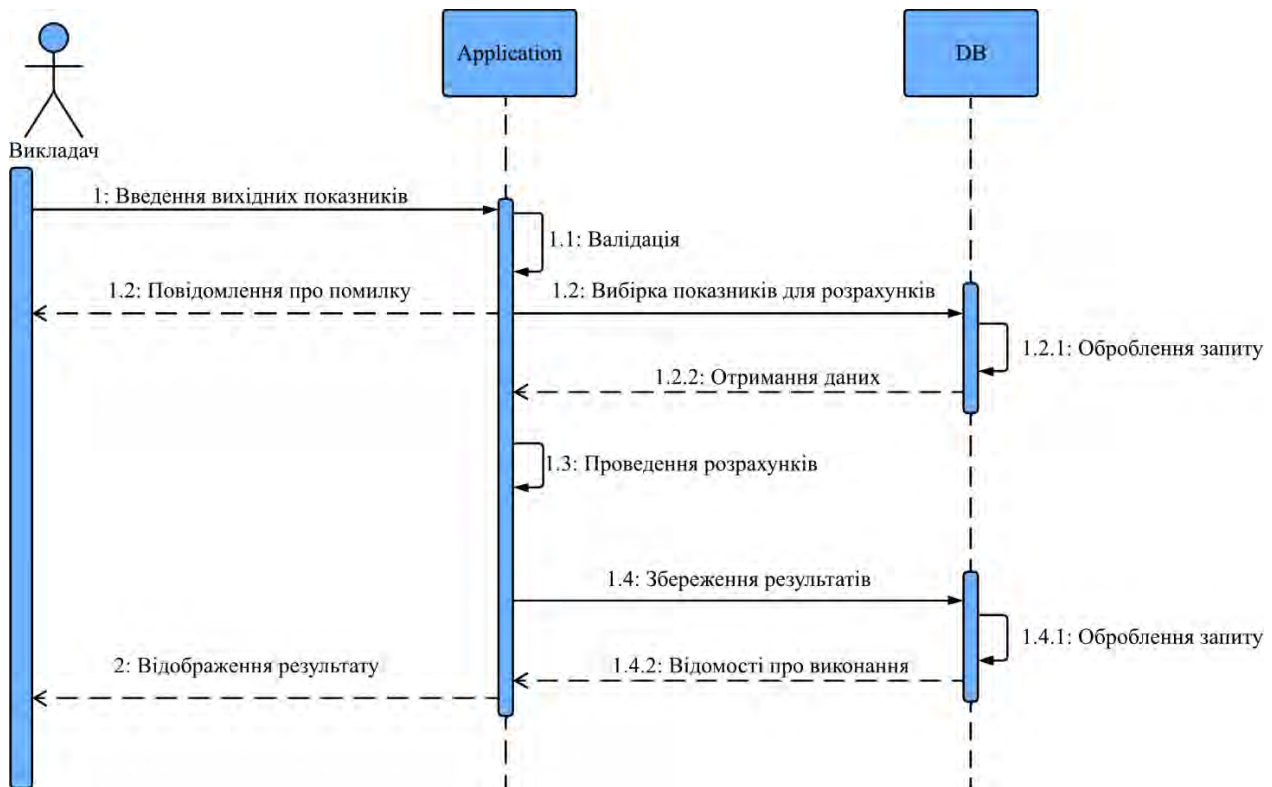 Application
DB
Викладач
1: Введення вихідних показників
1.1: Валідація
1.2: Повідомлення про помилку
1.2: Вибірка показників для розрахунків
1.2.1: Оброблення запиту
1.2.2: Отримання даних
1.3: Проведення розрахунків
1.4: Збереження результатів
1.4.1: Оброблення запиту
2: Відображення результату
1.4.2: Відомості про виконання